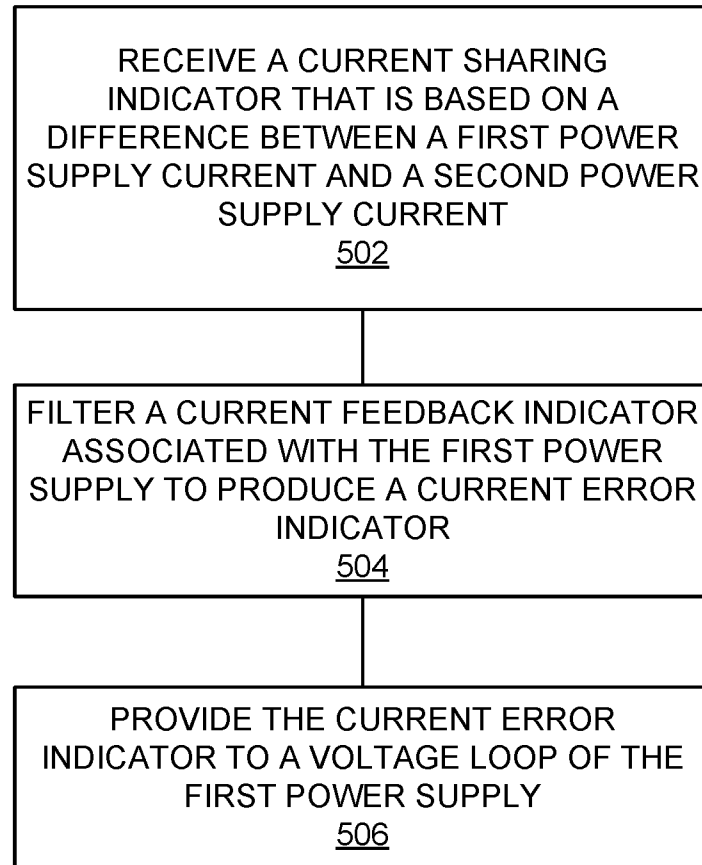 RECEIVE A CURRENT SHARING
INDICATOR THAT IS BASED ON A
DIFFERENCE BETWEEN A FIRST POWER
SUPPLY CURRENT AND A SECOND POWER
SUPPLY CURRENT
502
FILTER A CURRENT FEEDBACK INDICATOR
ASSOCIATED WITH THE FIRST POWER
SUPPLY TO PRODUCE A CURRENT ERROR
INDICATOR
504
PROVIDE THE CURRENT ERROR
INDICATOR TO A VOLTAGE LOOP OF THE
FIRST POWER SUPPLY
506